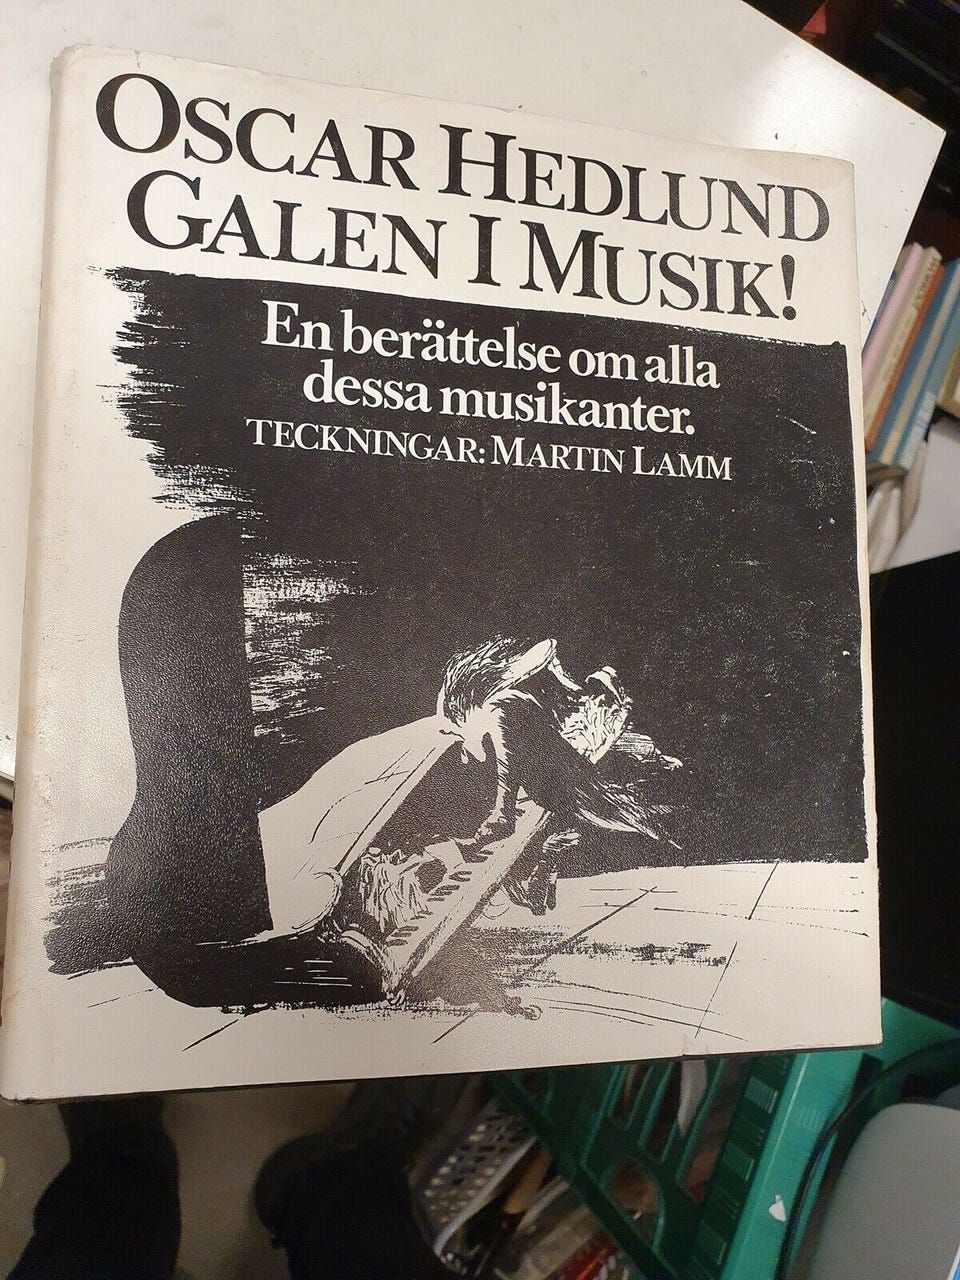 OSCAR HEDLUND
GALEN I MUSIK!
En berättelse om alla
dessa musikanter.
TECKNINGAR: MARTIN LAMM